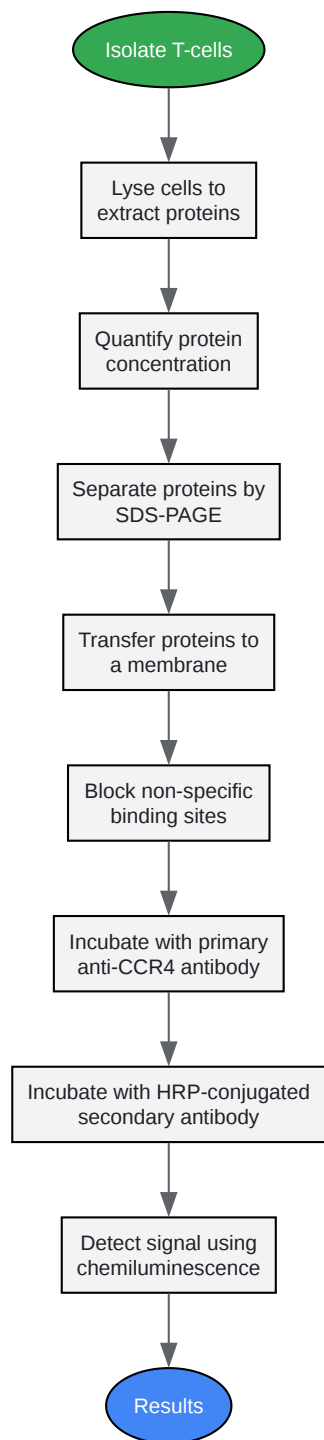 Isolate T-cells
Lyse cells to
extract proteins
Quantify protein
concentration
Separate proteins by
SDS-PAGE
Transfer proteins to
a membrane
Block non-specific
binding sites
Incubate with primary
anti-CCR4 antibody
Incubate with HRP-conjugated
secondary antibody
Detect signal using
chemiluminescence
Results